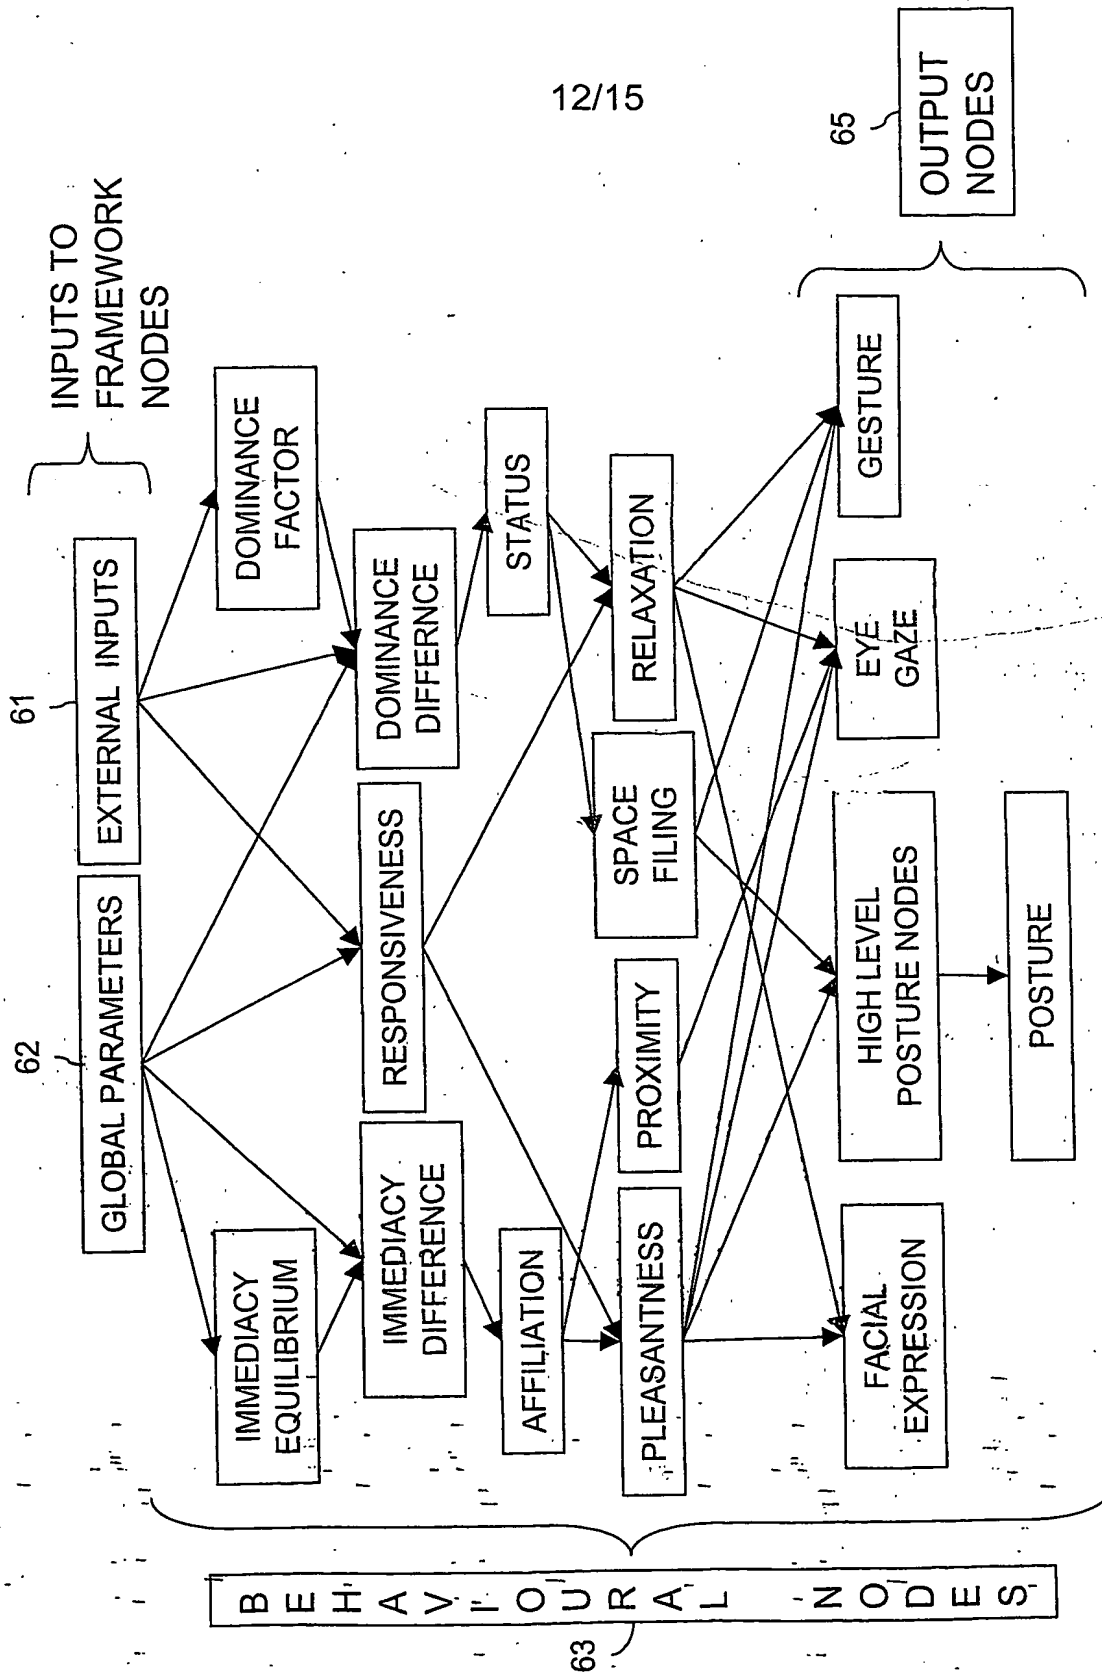 12/15
INPUTS TO
FRAMEWORK
NODES
62
61
GLOBAL PARAMETERS
EXTERNAL INPUTS
IMMEDIACY
EQUILIBRIUM
DOMINANCE
FACTOR
IMMEDIACY
DIFFERENCE
RESPONSIVENESS
DOMINANCE
DIFFERNCE
AFFILIATION
STATUS
PLEASANTNESS
PROXIMITY
SPACE
FILING
RELAXATION
FACIAL
EXPRESSION
HIGH LEVEL
POSTURE NODES
EYE
GAZE
GESTURE
POSTURE
65
OUTPUT
NODES
BEHAVIOURAL NODES
63